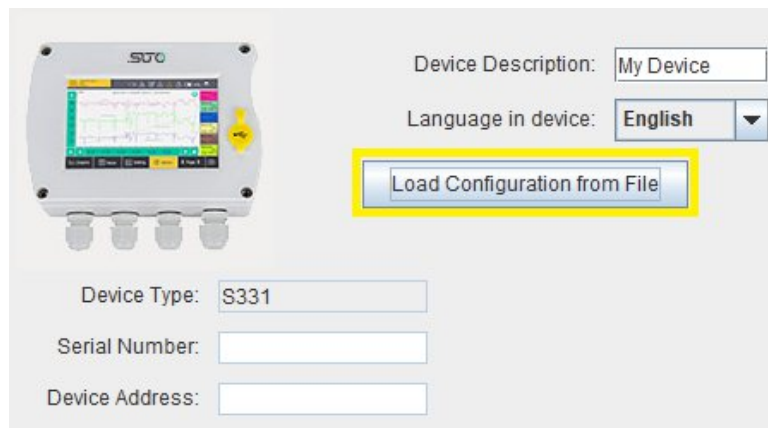 SUTO
Device Description: My Device
Language in device: English
Load Configuration from File
Device Type: S331
Serial Number:
Device Address: